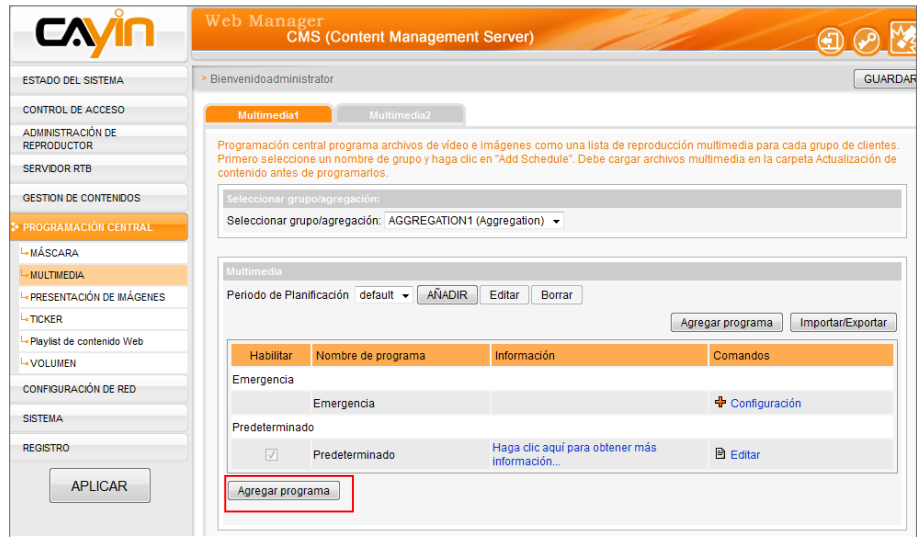 CAYIN
Web Manager
CMS (Content Management Server)
> Bienvenidoadministrator
GUARDAR
ESTADO DEL SISTEMA
CONTROL DE ACCESO
ADMINISTRACIÓN DE
REPRODUCTOR
SERVIDOR RTB
GESTION DE CONTENIDOS
PROGRAMACIÓN CENTRAL
MÁSCARA
MULTIMEDIA
PRESENTACIÓN DE IMÁGENES
TICKER
Playlist de contenido Web
VOLUMEN
CONFIGURACIÓN DE RED
SISTEMA
REGISTRO
APLICAR
Multimedia1
Multimedia2
Programación central programa archivos de vídeo e imágenes como una lista de reproducción multimedia para cada grupo de clientes.
Primero seleccione un nombre de grupo y haga clic en "Add Schedule". Debe cargar archivos multimedia en la carpeta Actualización de
contenido antes de programarlos.
Seleccionar grupo/agregación:
Seleccionar grupo/agregación: AGGREGATION1 (Aggregation)
Multimedia
Periodo de Planificación default AÑADIR Editar Borrar
Agregar programa Importar/Exportar
Habilitar Nombre de programa Información Comandos
Emergencia
Emergencia Configuración
Predeterminado
Predeterminado Haga clic aquí para obtener más
información... Editar
Agregar programa